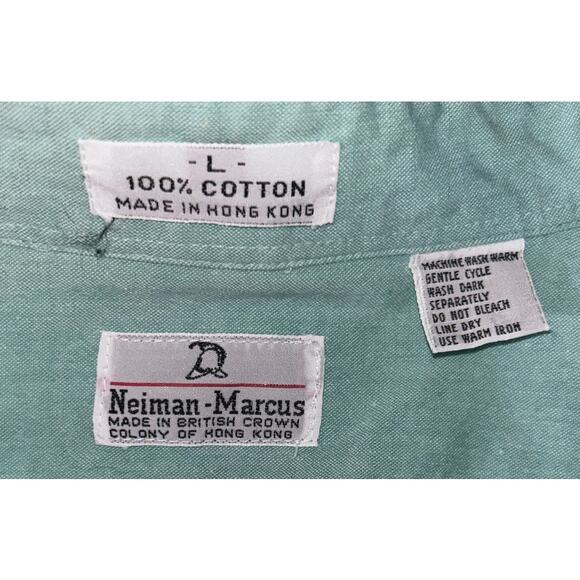 - L -
100% COTTON
MADE IN HONG KONG
MACHINE WASH WARM
GENTLE CYCLE
WASH DARK
SEPARATELY
DO NOT BLEACH
LINE DRY
USE WARM IRON
Neiman-Marcus
MADE IN BRITISH CROWN
COLONY OF HONG KONG